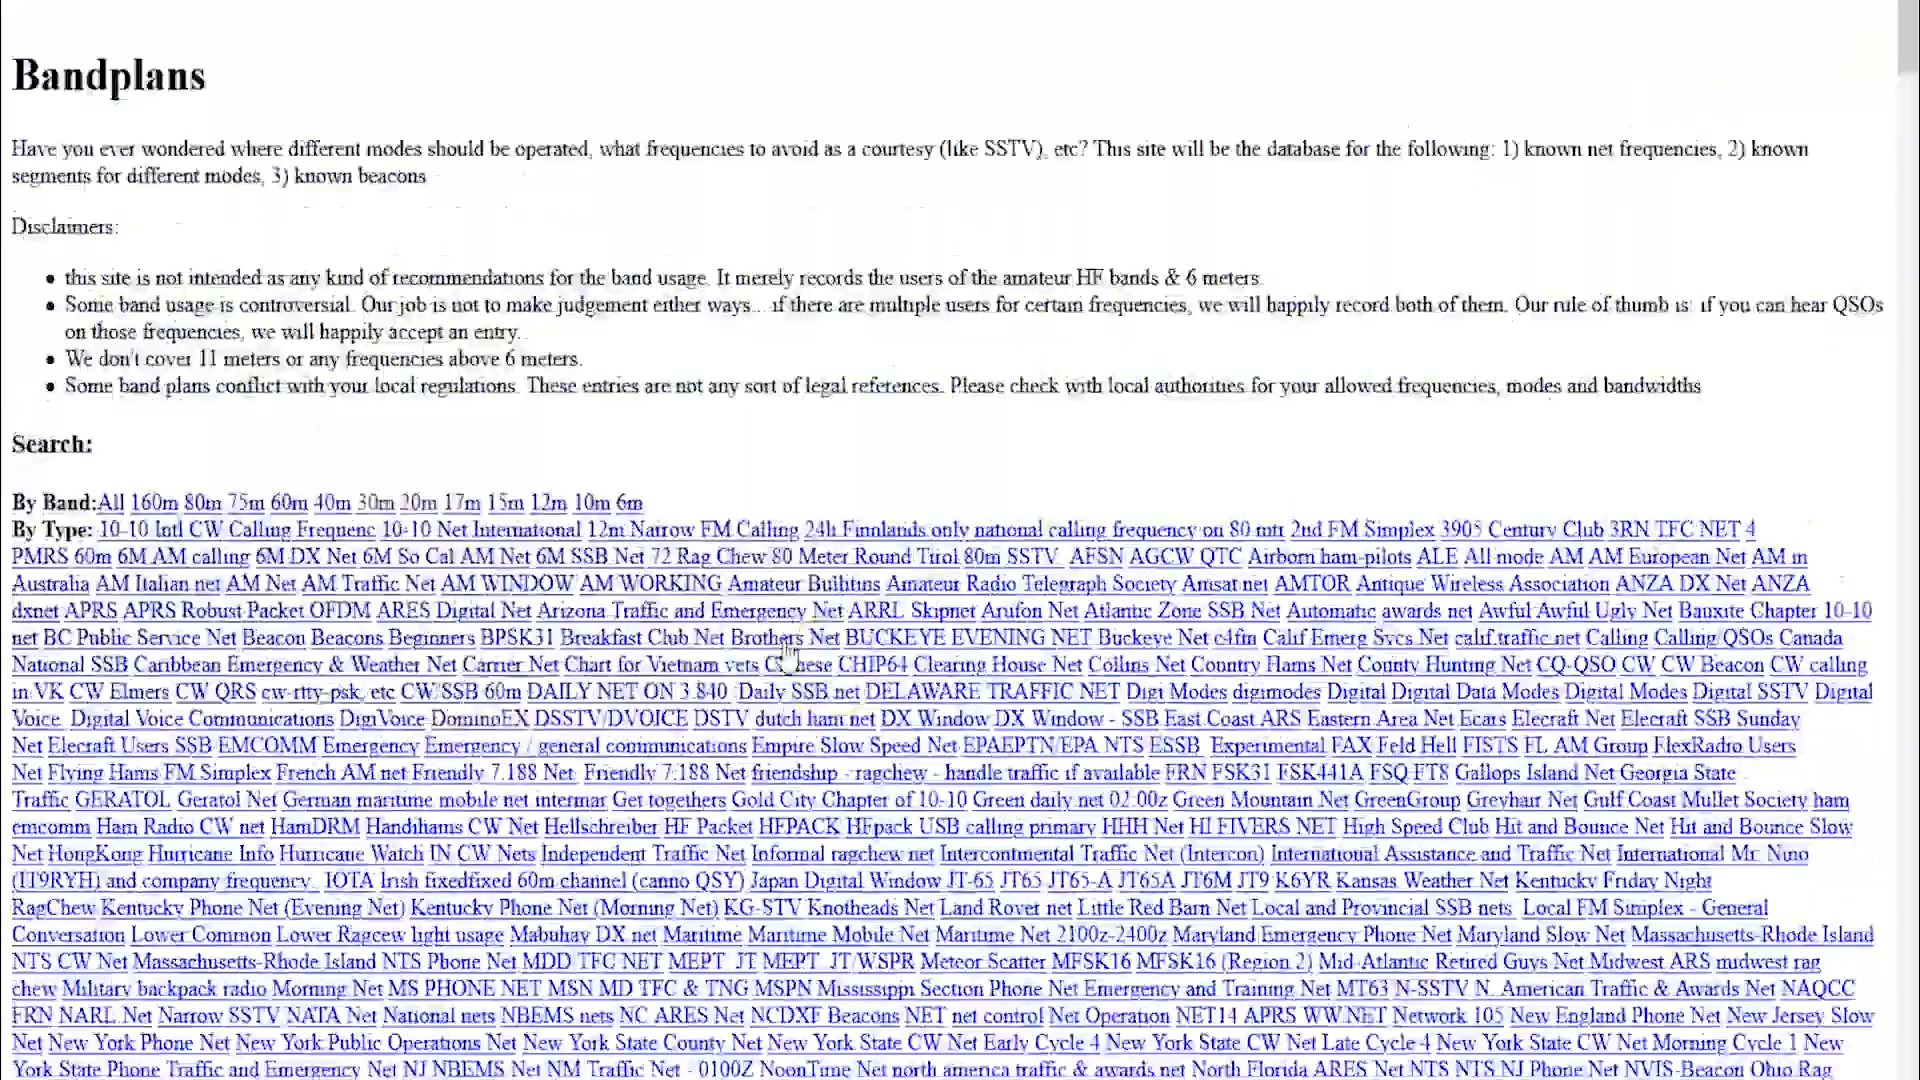 Bandplans
Have you ever wondered where different modes should be operated, what frequencies to avoid as a courtesy (like SSTV), etc? This site will be the database for the following: 1) known net frequencies, 2) known
segments for different modes, 3) known beacons
Disclaimers:
• this site is not intended as any kind of recommendations for the band usage. It merely records the users of the amateur HF bands & 6 meters.
• Some band usage is controversial. Our job is not to make judgement either ways... if there are multiple users for certain frequencies, we will happily record both of them. Our rule of thumb is: if you can hear QSOs
on those frequencies, we will happily accept an entry.
• We don't cover 11 meters or any frequencies above 6 meters.
• Some band plans conflict with your local regulations. These entries are not any sort of legal references. Please check with local authorities for your allowed frequencies, modes and bandwidths
Search:
By Band:All 160m 80m 75m 60m 40m 30m 20m 17m 15m 12m 10m 6m
By Type: 10-10 Intl CW Calling Frequenc 10-10 Net International 12m Narrow FM Calling 24h Finnlands only national calling frequency on 80 mtr 2nd FM Simplex 3905 Century Club 3RN TFC NET 4
PMRS 60m 6M AM calling 6M DX Net 6M So Cal AM Net 6M SSB Net 72 Rag Chew 80 Meter Round Tirol 80m SSTV AFSN AGCW QTC Airborn ham-pilots ALE All mode AM AM European Net AM in
Australia AM Italian net AM Net AM Traffic Net AM WINDOW AM WORKING Amateur Amateur Radio Telegraph Society Amsat net AMTOR Antique Wireless Association ANZA DX Net ANZA
dxnet APRS APRS Robust Packet OFDM ARES Digital Net Arizona Traffic and Emergency Net ARRL Skipnet Arufon Net Atlantic Zone SSB Net Automatic awards net Awful Awful Ugly Net Bauxite Chapter 10-10
net BC Public Service Net Beacon Beacons Beginners BPSK31 Breakfast Club Net Brothers Net BUCKEYE EVENING NET Buckeye Net c4fm Calif Emerg Svcs Net calif.traffic.net Calling Calling QSOs Canada
National SSB Caribbean Emergency & Weather Net Carrier Net Chart for Vietnam vets CHIP64 Clearing House Net Collins Net Country Hams Net County Hunting Net CQ-QSO CW CW Beacon CW calling
in VK CW Elmers CW QRS cw-rtty-psk, etc CW/SSB 60m DAILY NET ON 3.840 Daily SSB net DELAWARE TRAFFIC NET Digi Modes digimodes Digital Digital Data Modes Digital Modes Digital SSTV Digital
Voice Digital Voice Communications DigiVoice DominoEX DSSTV/DVOICE DSTV dutch ham net DX Window DX Window - SSB East Coast ARS Eastern Area Net Ecars Elecraft Net Elecraft SSB Sunday
Net Elecraft Users SSB EMCOMM Emergency Emergency / general communications Empire Slow Speed Net EPAEPTN/EPA NTS ESSB Experimental FAX Feld Hell FISTS FL AM Group FlexRadio Users
Net Flying Hams FM Simplex French AM net Friendly 7.188 Net Friendly 7.188 Net friendship - ragchew - handle traffic if available FRN FSK31 FSK441A FSQ FT8 Gallops Island Net Georgia State
Traffic GERATOL Geratol Net German maritime mobile net intermar Get togethers Gold City Chapter of 10-10 Green daily net 02:00z Green Mountain Net GreenGroup Greyhair Net Gulf Coast Mullet Society ham
emcomm Ham Radio CW net HamDRM Handihams CW Net Hellschreiber HF Packet HFPACK HFpack USB calling primary HHH Net HI FIVERS NET High Speed Club Hit and Bounce Net Hit and Bounce Slow
Net HongKong Hurricane Info Hurricane Watch IN CW Nets Independent Traffic Net Informal ragchew net Intercontinental Traffic Net (Intercon) International Assistance and Traffic Net International Mr. Nino
(IT9RYH) and company frequency. IOTA Irish fixedfixed 60m channel (canno QSY) Japan Digital Window JT-65 JT65 JT65-A JT65A JT6M JT9 K6YR Kansas Weather Net Kentucky Friday Night
RagChew Kentucky Phone Net (Evening Net) Kentucky Phone Net (Morning Net) KG-STV Knotheads Net Land Rover net Little Red Barn Net Local and Provincial SSB nets Local FM Simplex - General
Conversation Lower Common Lower Ragcew light usage Mabuhay DX net Maritime Maritime Mobile Net Maritime Net 2100z-2400z Maryland Emergency Phone Net Maryland Slow Net Massachusetts-Rhode Island
NTS CW Net Massachusetts-Rhode Island NTS Phone Net MDD TFC NET MEPT_JT MEPT_JT/WSPR Meteor Scatter MFSK16 MFSK16 (Region 2) Mid-Atlantic Retired Guys Net Midwest ARS midwest rag
chew Military backpack radio Morning Net MS PHONE NET MSN MD TFC & TNG MSPN Mississippi Section Phone Net Emergency and Training Net MT63 N-SSTV N. American Traffic & Awards Net NAQCC
FRN NARL Net Narrow SSTV NATA Net National nets NBEMS nets NC ARES Net NCDXF Beacons NET net control Net Operation NET14 APRS WW NET Network 105 New England Phone Net New Jersey Slow
Net New York Phone Net New York Public Operations Net New York State County Net New York State CW Net Early Cycle 4 New York State CW Net Late Cycle 4 New York State CW Net Morning Cycle 1 New
York State Phone Traffic and Emergency Net NJ NBEMS Net NM Traffic Net - 0100Z NoonTime Net north america traffic & awards net North Florida ARES Net NTS NTS NJ Phone Net NVIS-Beacon Ohio Rag